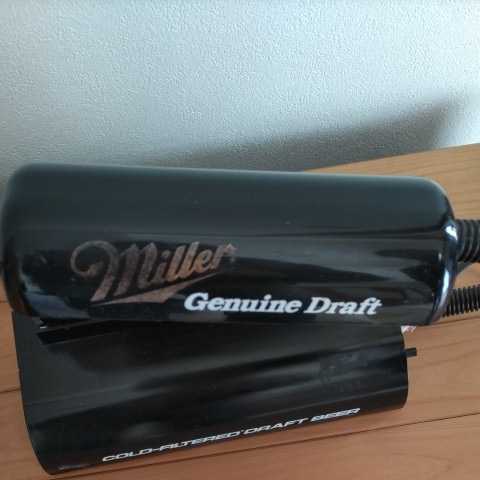 Miller
Genuine Draft
COLD-FILTERED DRAFT BEER